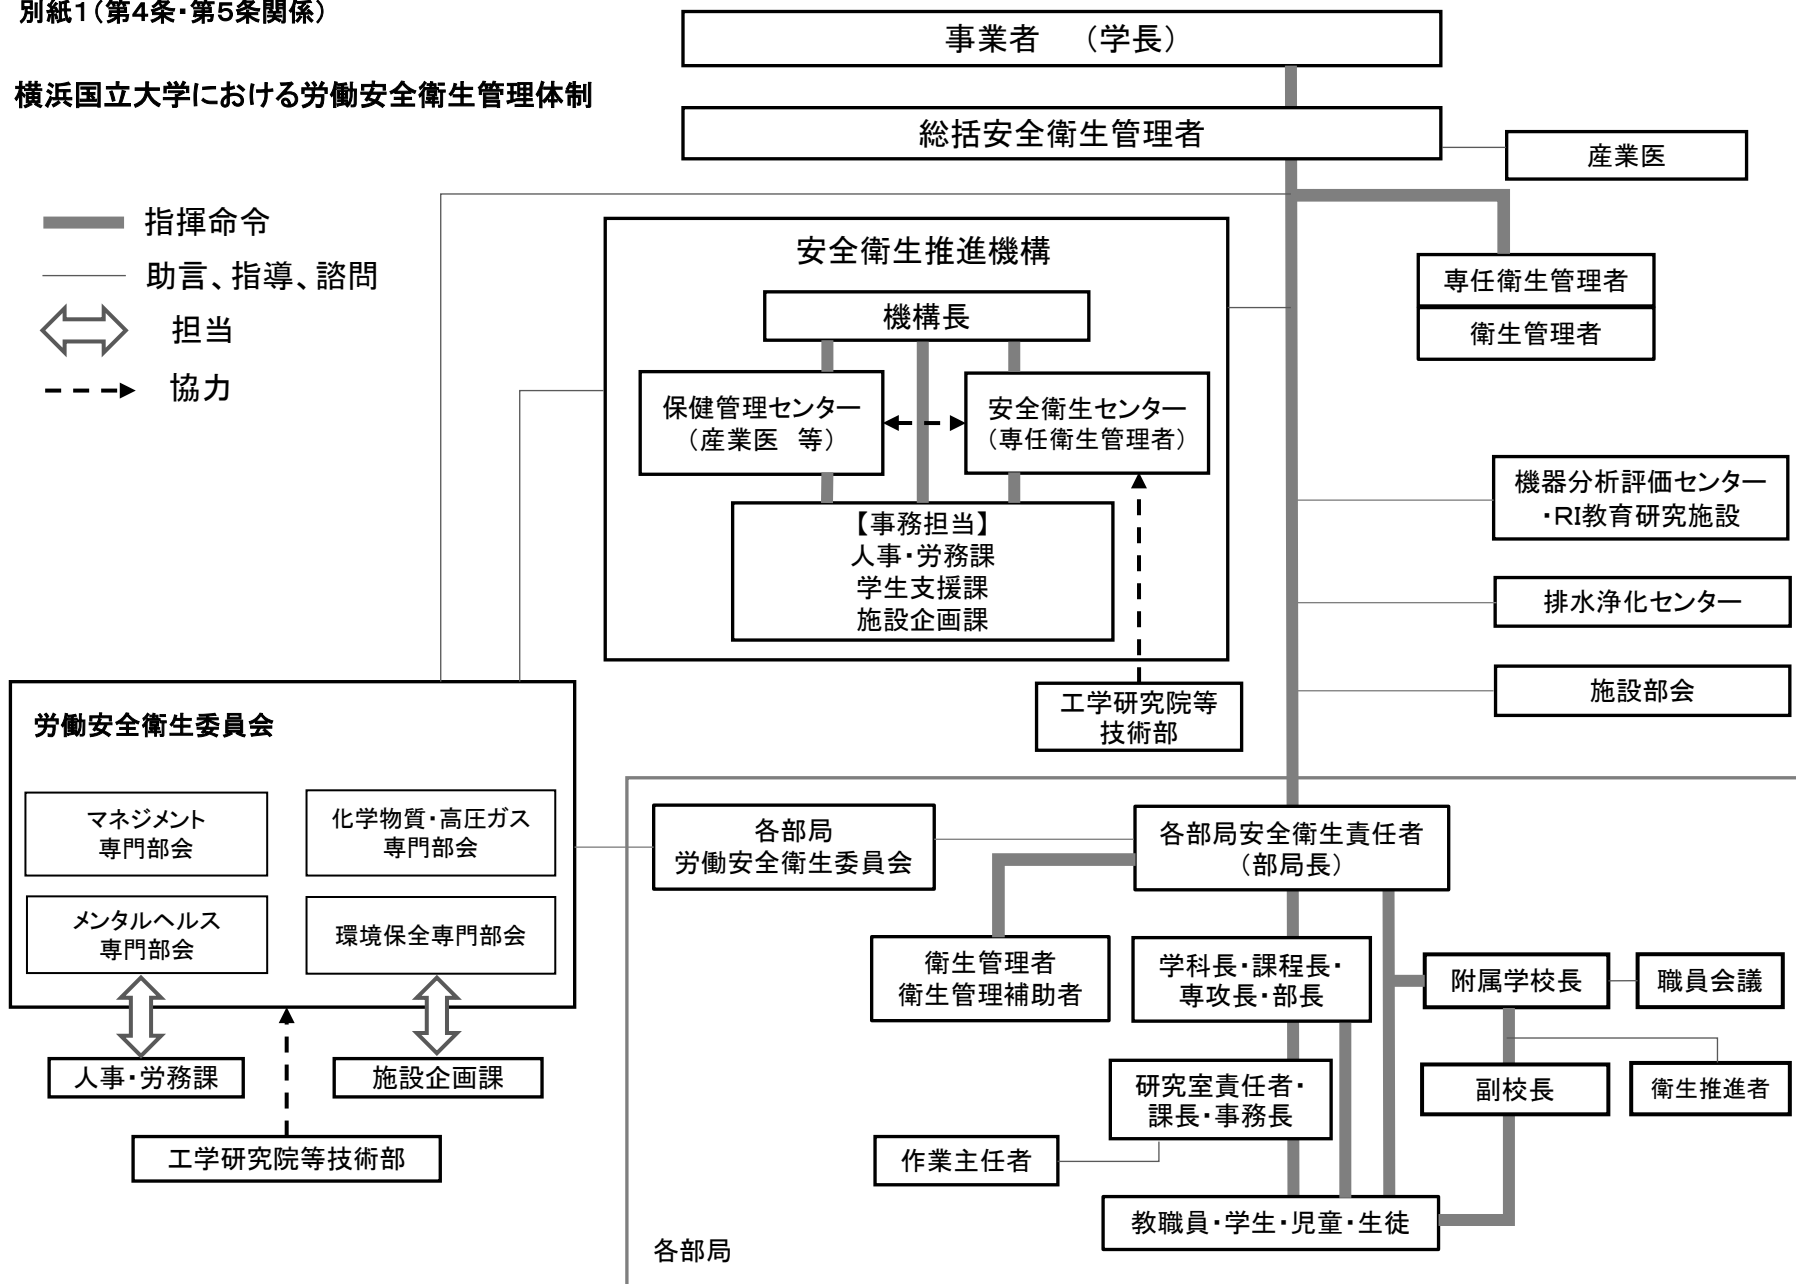 別紙1(第4条・第5条関係)
横浜国立大学における労働安全衛生管理体制
事業者　(学長)
総括安全衛生管理者
産業医
指揮命令
助言、指導、諮問
担当
協力
安全衛生推進機構
機構長
保健管理センター
(産業医　等)
安全衛生センター
(専任衛生管理者)
【事務担当】
人事・労務課
学生支援課
施設企画課
専任衛生管理者
衛生管理者
機器分析評価センター
・RI教育研究施設
排水浄化センター
施設部会
工学研究院等
技術部
労働安全衛生委員会
マネジメント
専門部会
化学物質・高圧ガス
専門部会
メンタルヘルス
専門部会
環境保全専門部会
人事・労務課
施設企画課
工学研究院等技術部
各部局
労働安全衛生委員会
各部局安全衛生責任者
(部局長)
衛生管理者
衛生管理補助者
学科長・課程長・
専攻長・部長
附属学校長
職員会議
研究室責任者・
課長・事務長
副校長
衛生推進者
作業主任者
教職員・学生・児童・生徒
各部局